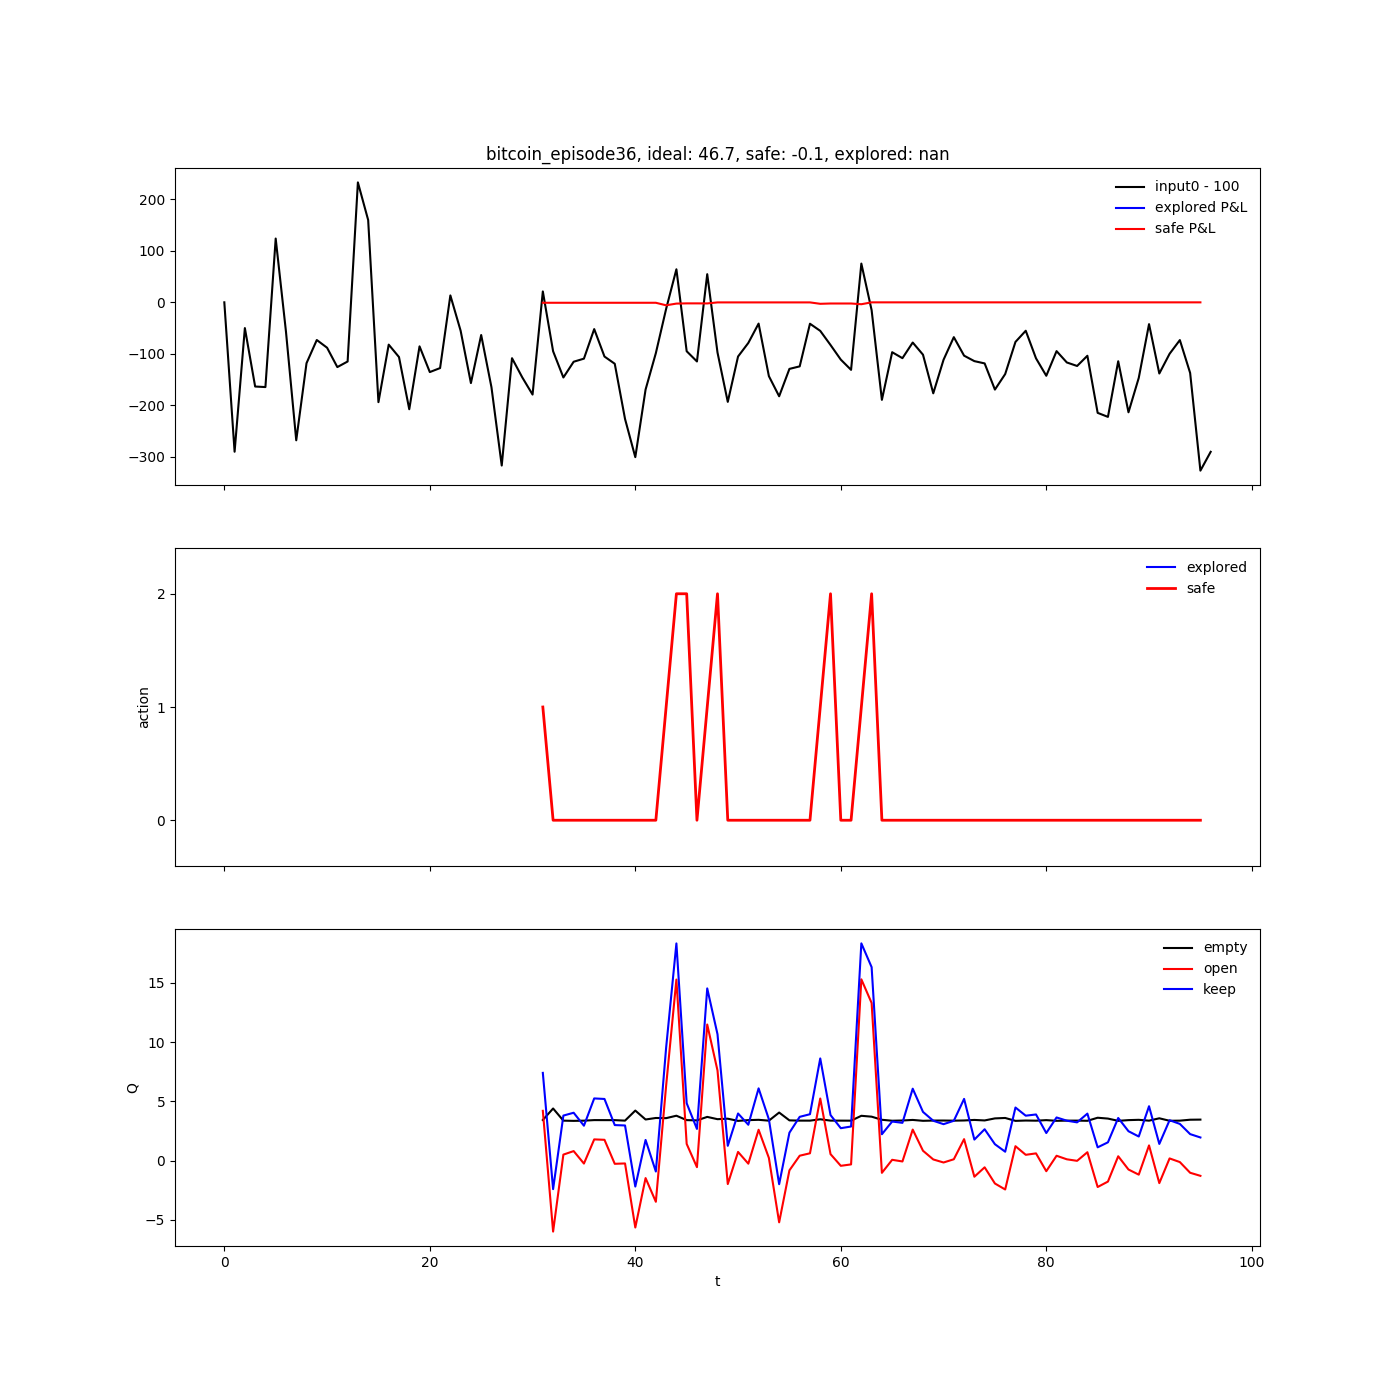 bitcoin_episode36, ideal: 46.7, safe: -0.1, explored: nan
200
100
0
−100
−200
−300
input0 - 100
explored P&L
safe P&L
action
2
1
0
explored
safe
Q
15
10
5
0
−5
empty
open
keep
0 20 40 60 80 100
t